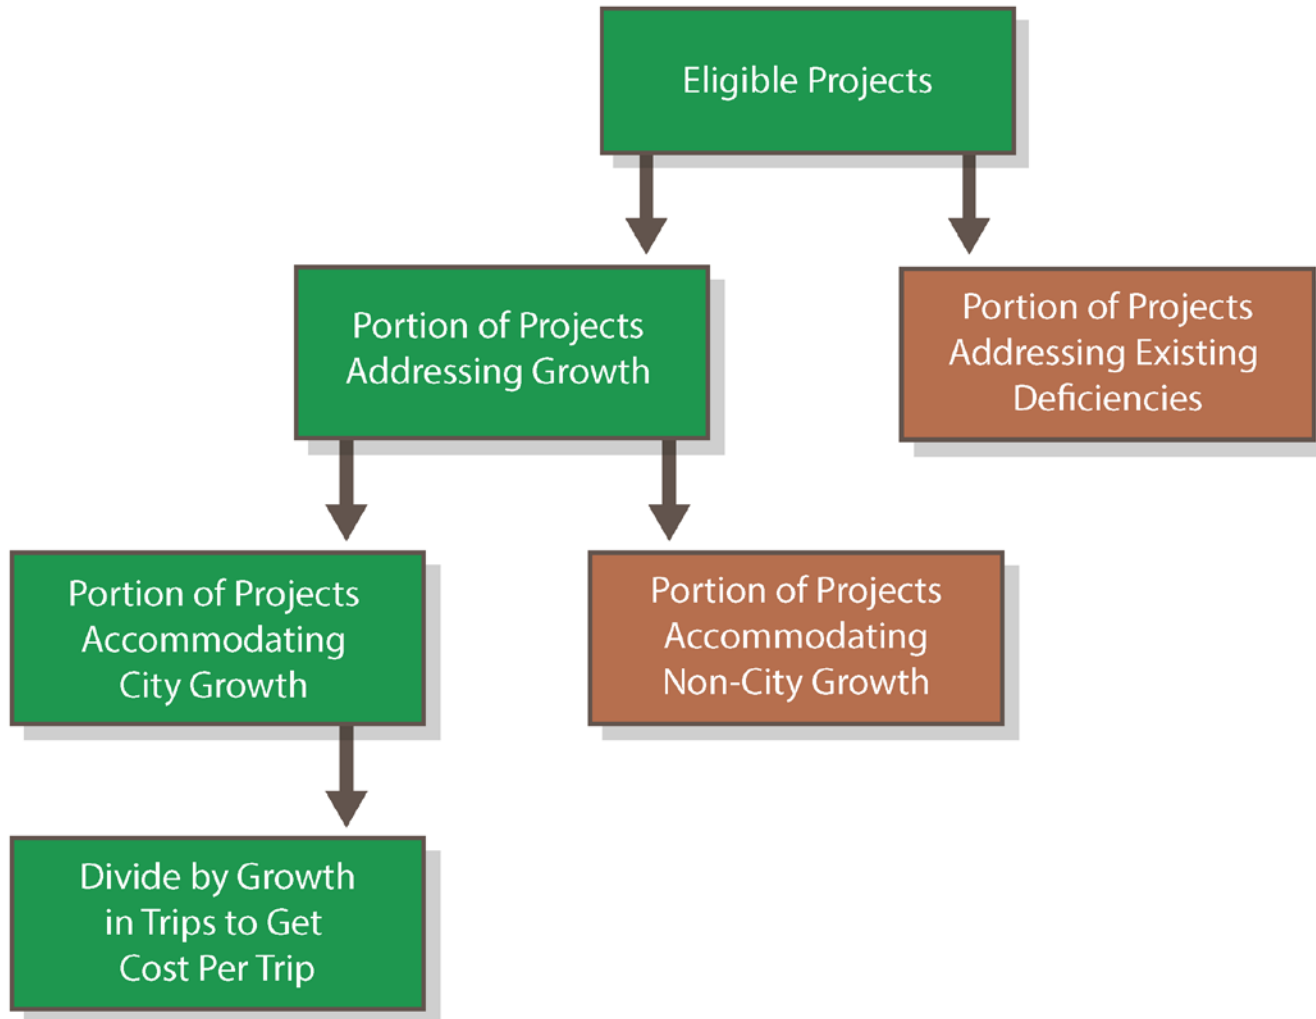 Eligible Projects
Portion of Projects
Addressing Growth
Portion of Projects
Addressing Existing
Deficiencies
Portion of Projects
Accommodating
City Growth
Portion of Projects
Accommodating
Non-City Growth
Divide by Growth
in Trips to Get
Cost Per Trip